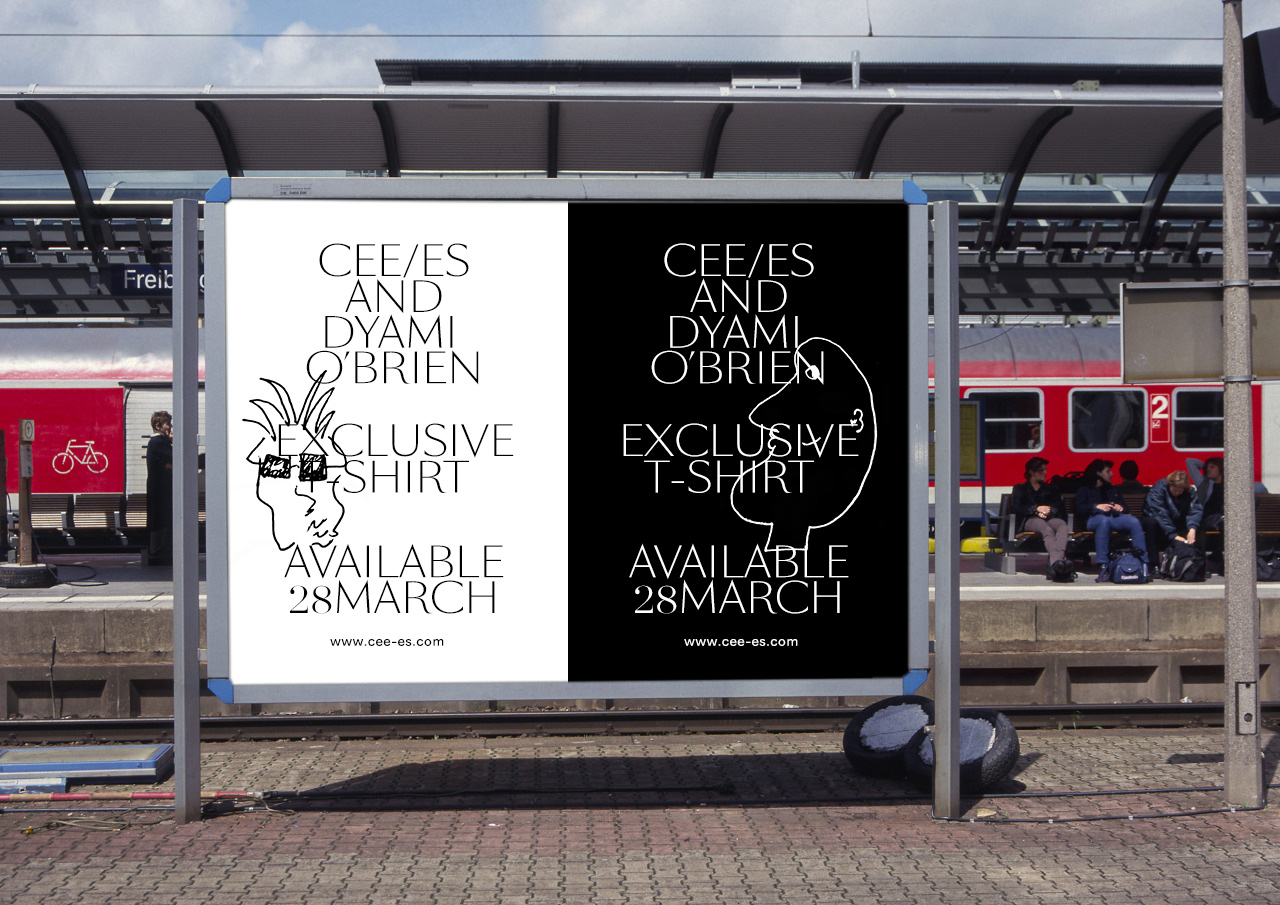 Freib
CEE/ES
AND
DYAMI
O'BRIEN
EXCLUSIVE
T-SHIRT
AVAILABLE
28MARCH
www.cee-es.com
CEE/ES
AND
DYAMI
O'BRIEN
EXCLUSIVE
T-SHIRT
AVAILABLE
28MARCH
www.cee-es.com
2